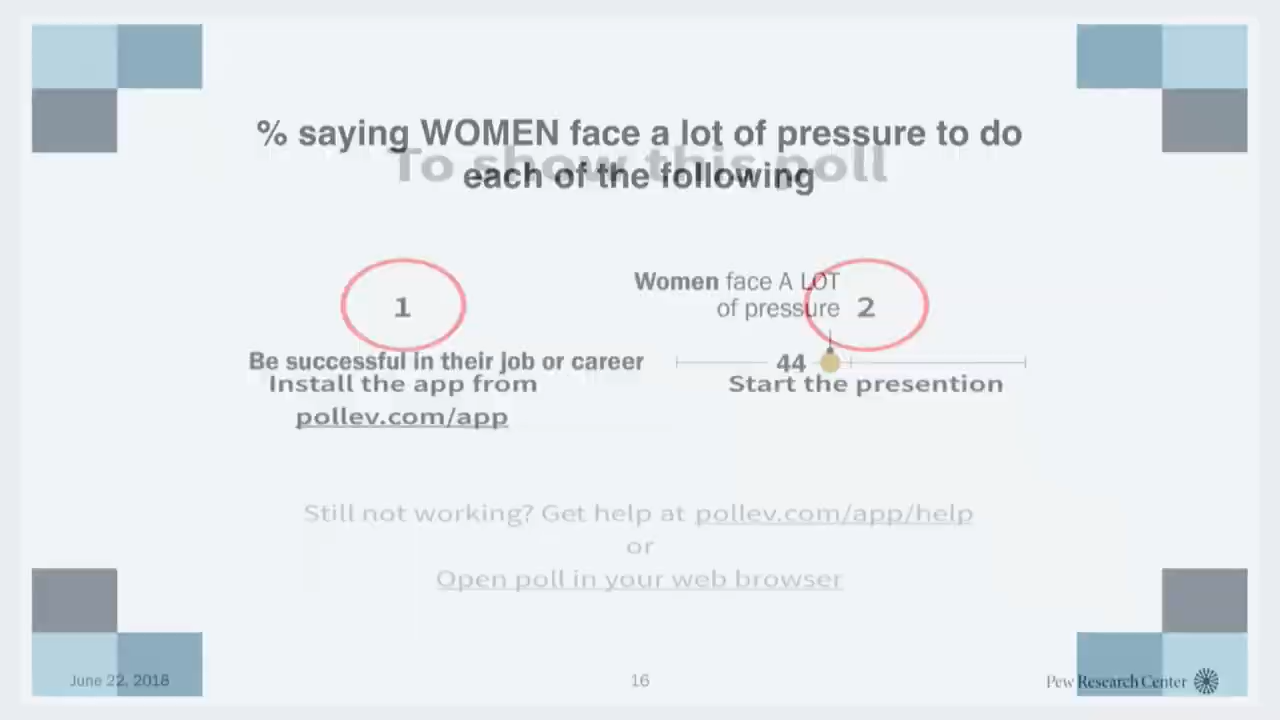 % saying WOMEN face a lot of pressure to do
each of the following
To show this poll
Women face A LOT
of pressure
1
2
Be successful in their job or career
44
Install the app from
pollev.com/app
Start the presention
Still not working? Get help at pollev.com/app/help
or
Open poll in your web browser
June 22, 2018
16
Pew Research Center